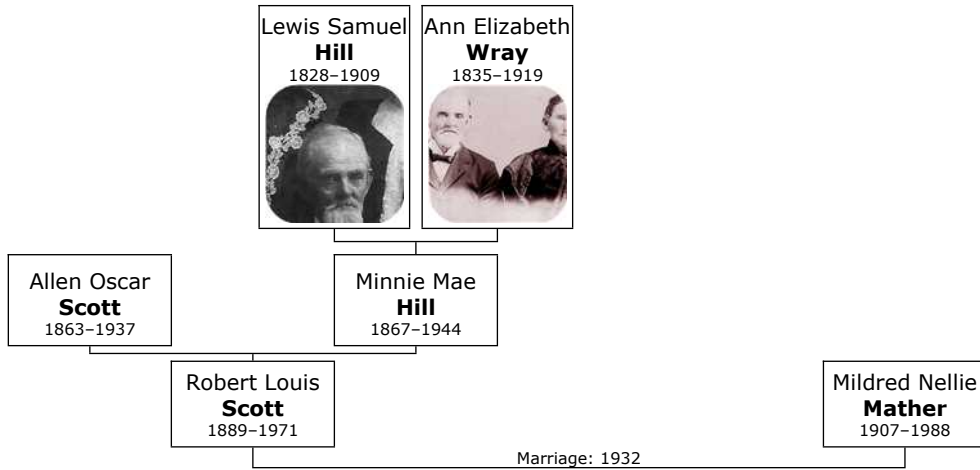 Lewis Samuel
Hill
1828–1909
Ann Elizabeth
Wray
1835–1919
Allen Oscar
Scott
1863–1937
Minnie Mae
Hill
1867–1944
Robert Louis
Scott
1889–1971
Mildred Nellie
Mather
1907–1988
Marriage: 1932